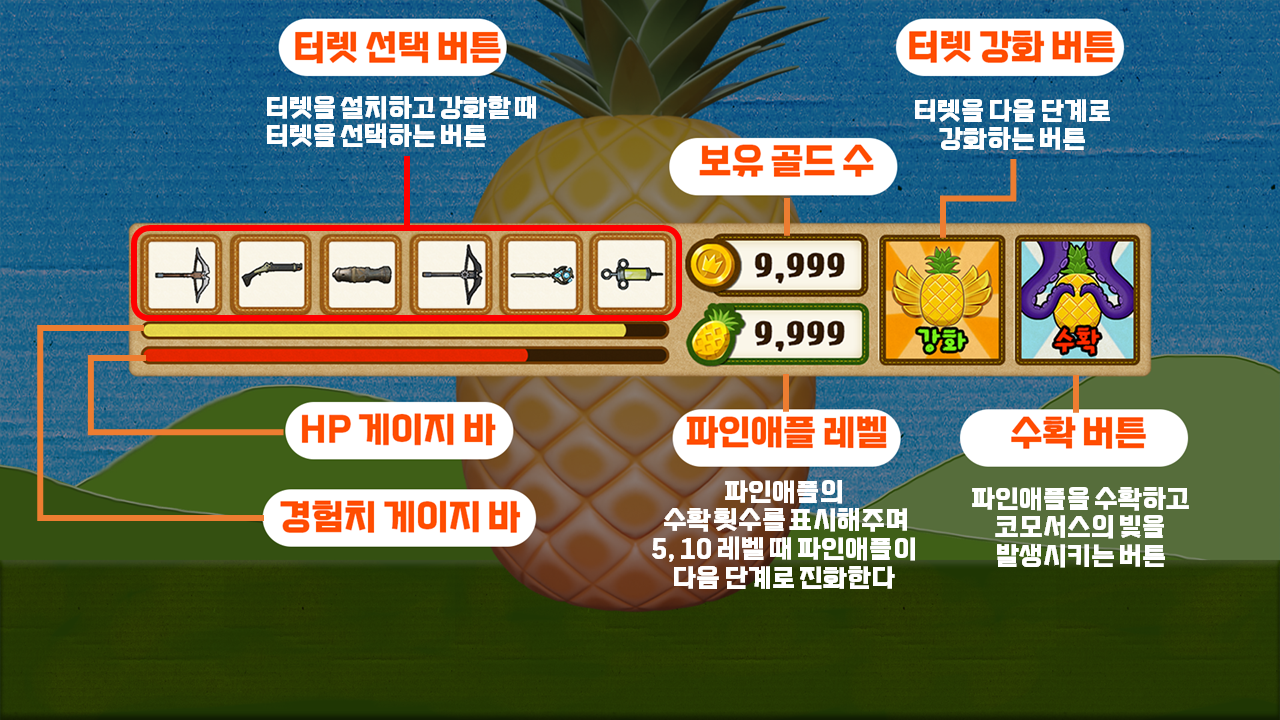 터렛 선택 버튼
터렛을 설치하고 강화할 때
터렛을 선택하는 버튼
터렛 강화 버튼
터렛을 다음 단계로
강화하는 버튼
보유 골드 수
9,999
9,999
강화
수확
HP 게이지 바
경험치 게이지 바
파인애플 레벨
파인애플의
수확 횟수를 표시해주며
5, 10 레벨 때 파인애플이
다음 단계로 진화한다
수확 버튼
파인애플을 수확하고
코모서스의 빛을
발생시키는 버튼